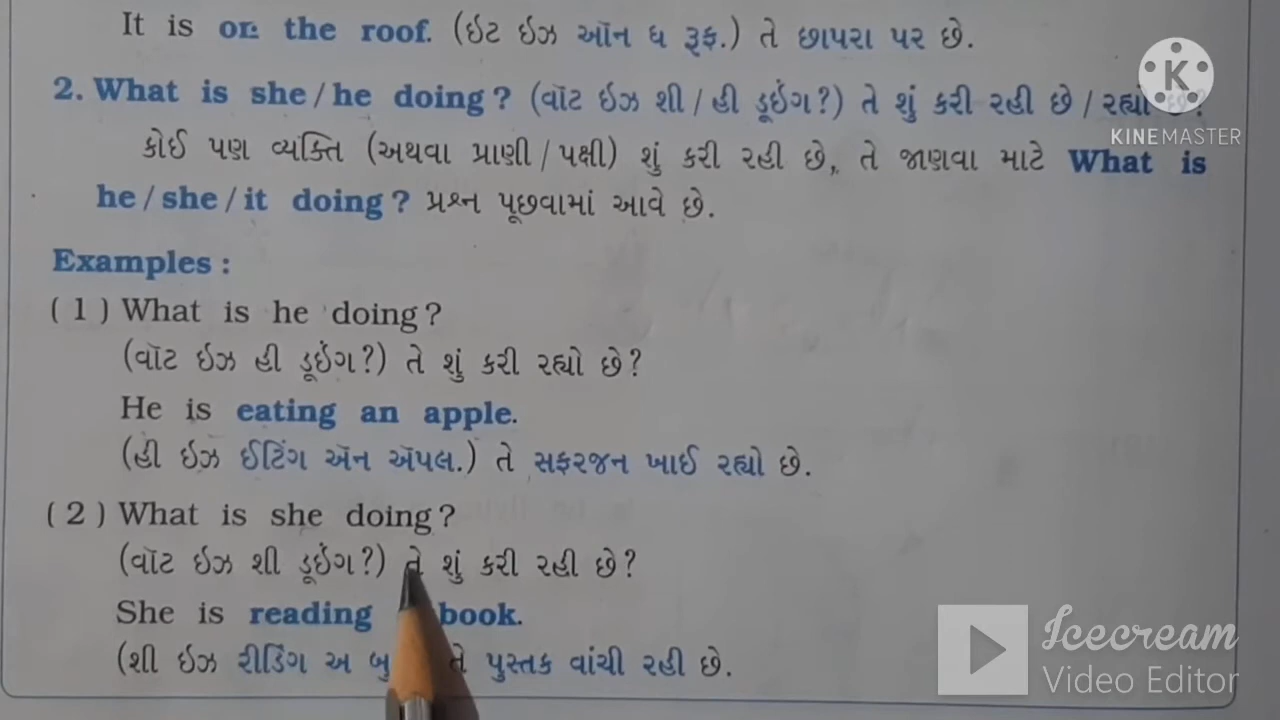 It is on the roof. (ઇટ ઇઝ ઑન ધ રૂફ.) તે છાપરા પર છે.
2. What is she / he doing ? (વૉટ ઇઝ શી / હી ડૂઇંગ?) તે શું કરી રહી છે / રહ્યો છે?
કોઈ પણ વ્યક્તિ (અથવા પ્રાણી / પક્ષી) શું કરી રહી છે, તે જાણવા માટે What is
he / she / it doing ? પ્રશ્ન પૂછવામાં આવે છે.
Examples :
( 1 ) What is he doing ?
(વૉટ ઇઝ હી ડૂઇંગ?) તે શું કરી રહ્યો છે?
He is eating an apple.
(હી ઇઝ ઈટિંગ ઍન ઍપલ.) તે સફરજન ખાઈ રહ્યો છે.
( 2 ) What is she doing ?
(વૉટ ઇઝ શી ડૂઇંગ?) તે શું કરી રહી છે?
She is reading book.
(શી ઇઝ રીડિંગ અ બુ તે પુસ્તક વાંચી રહી છે.
K
KINEMASTER
Icecream
Video Editor